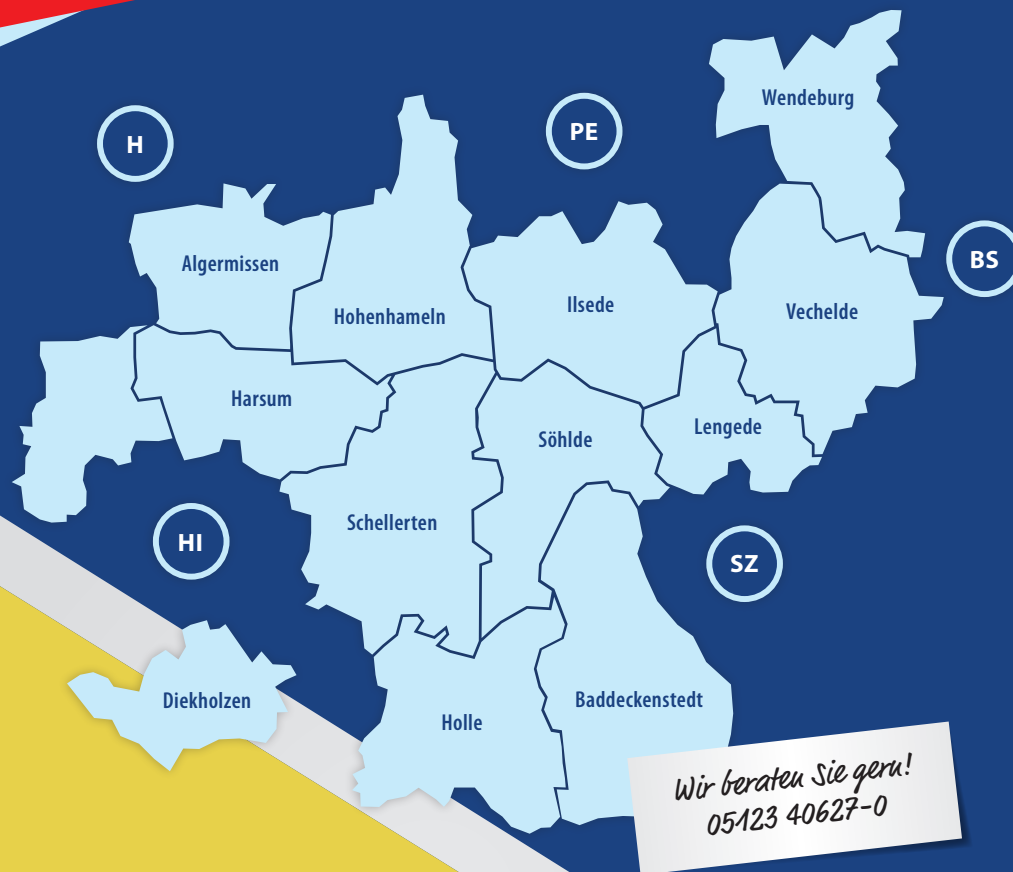 Wendeburg
H
PE
BS
Algermissen
Hohenhameln
Ilsede
Vechelde
Harsum
Söhlde
Lengede
Schellerten
HI
SZ
Diekholzen
Holle
Baddeckenstedt
Wir beraten Sie gern!
05123 40627-0